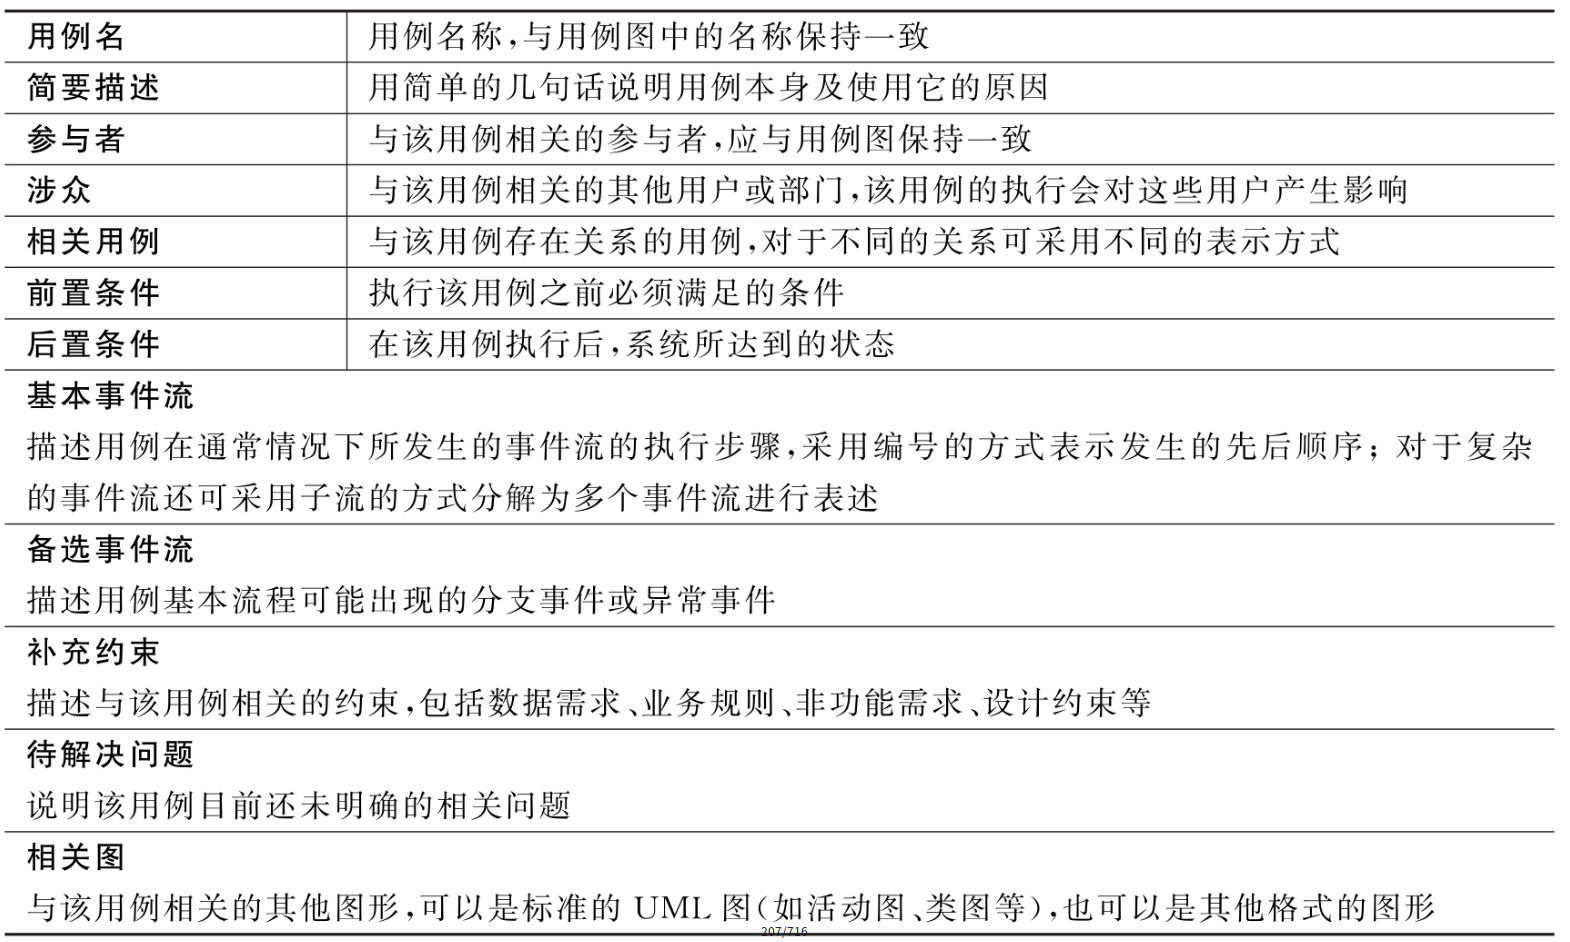 用例名 用例名称,与用例图中的名称保持一致
简要描述 用简单的几句话说明用例本身及使用它的原因
参与者 与该用例相关的参与者,应与用例图保持一致
涉众 与该用例相关的其他用户或部门,该用例的执行会对这些用户产生影响
相关用例 与该用例存在关系的用例,对于不同的关系可采用不同的表示方式
前置条件 执行该用例之前必须满足的条件
后置条件 在该用例执行后,系统所达到的状态
基本事件流
描述用例在通常情况下所发生的事件流的执行步骤,采用编号的方式表示发生的先后顺序; 对于复杂
的事件流还可采用子流的方式分解为多个事件流进行表述
备选事件流
描述用例基本流程可能出现的分支事件或异常事件
补充约束
描述与该用例相关的约束,包括数据需求、业务规则、非功能需求、设计约束等
待解决问题
说明该用例目前还未明确的相关问题
相关图
与该用例相关的其他图形,可以是标准的 UML 图(如活动图、类图等),也可以是其他格式的图形
207/716